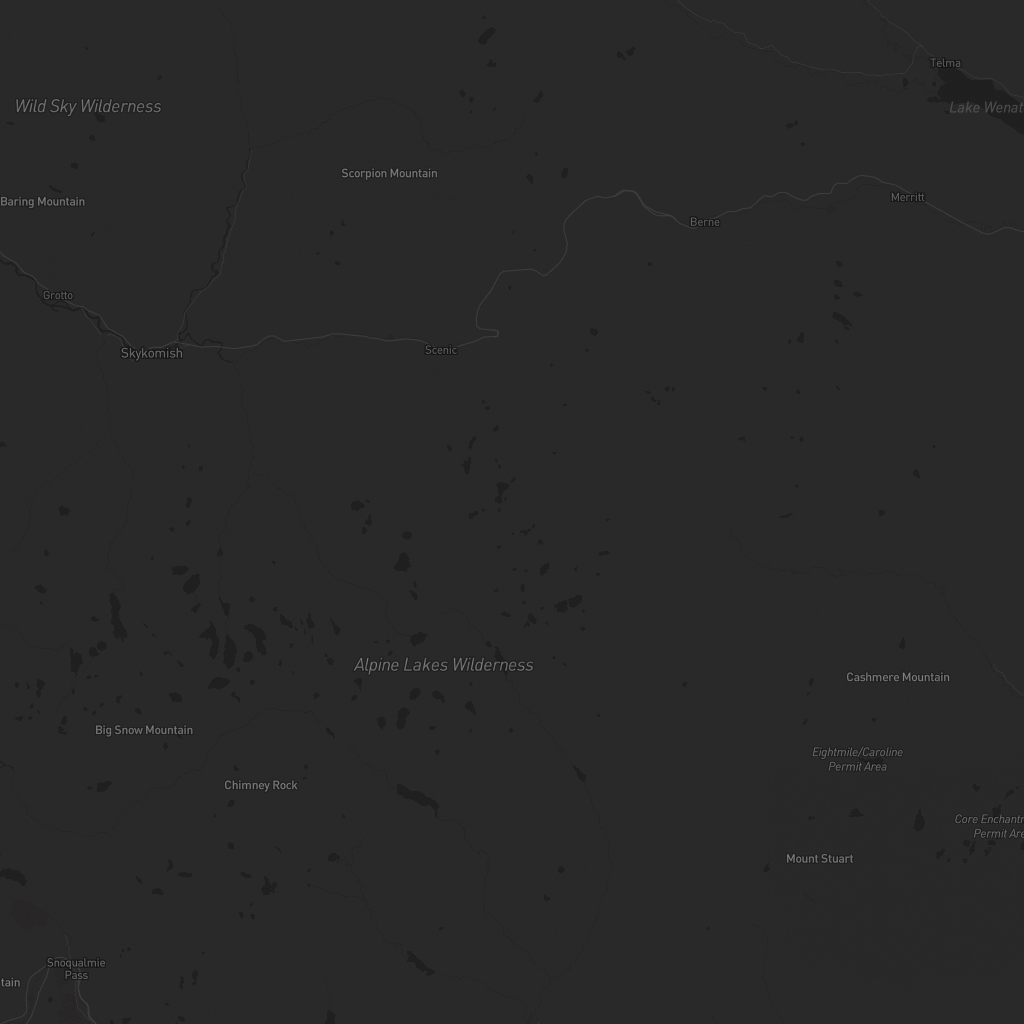 Telma
Wild Sky Wilderness
Lake Wenat
Scorpion Mountain
Baring Mountain
Merritt
Berne
Grotto
Skykomish
Scenic
Alpine Lakes Wilderness
Cashmere Mountain
Big Snow Mountain
Eightmile/Caroline
Permit Area
Chimney Rock
Core Enchantm
Permit Are
Mount Stuart
Snoqualmie
Pass
tain